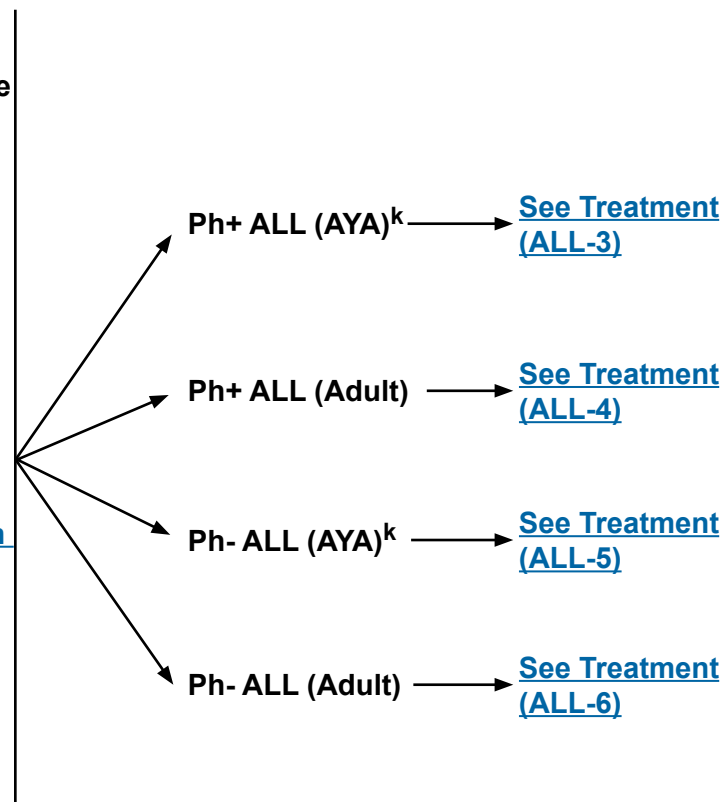 e
Ph+ ALL (AYA)k
See Treatment
(ALL-3)
Ph+ ALL (Adult)
See Treatment
(ALL-4)
Ph- ALL (AYA)k
See Treatment
(ALL-5)
n
Ph- ALL (Adult)
See Treatment
(ALL-6)